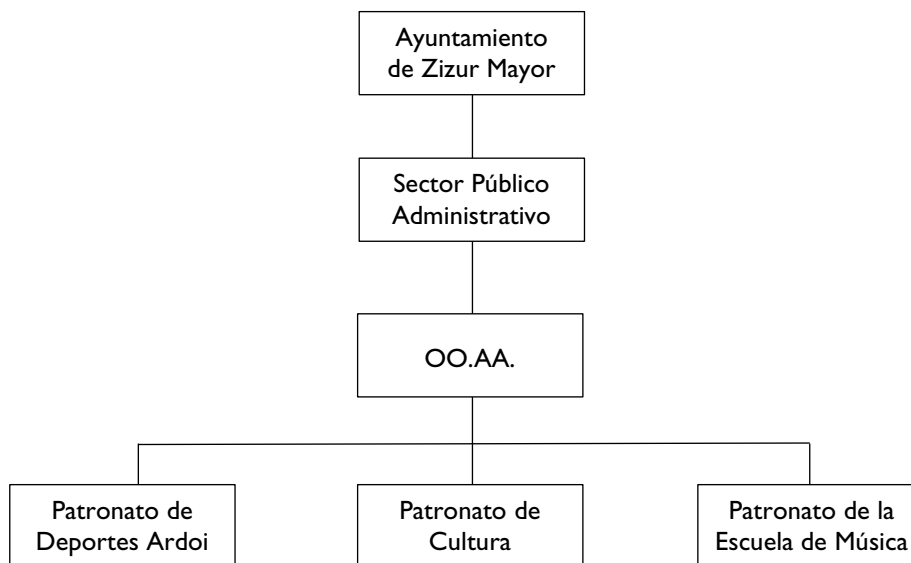 Ayuntamiento
de Zizur Mayor
Sector Público
Administrativo
OO.AA.
Patronato de
Deportes Ardoi
Patronato de
Cultura
Patronato de la
Escuela de Música